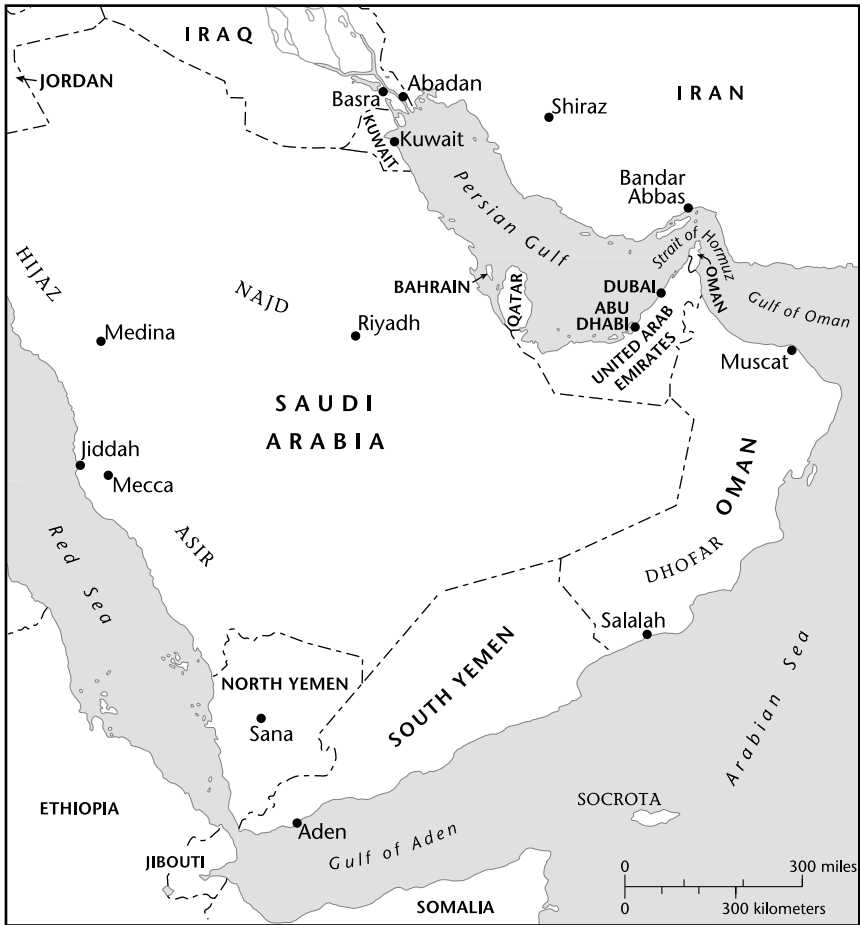 IRAQ
JORDAN
Abadan
Basra
IRAN
Shiraz
KUWAIT
Kuwait
Persian Gulf
Bandar
Abbas
Strait of Hormuz
HIJAZ
NAJD
BAHRAIN
QATAR
DUBAI
ABU
DHABI
OMAN
Gulf of Oman
UNITED ARAB
EMIRATES
Medina
Riyadh
Muscat
SAUDI
ARABIA
Jiddah
Mecca
OMAN
Red Sea
ASIR
DHOFAR
Salalah
NORTH YEMEN
Sana
SOUTH YEMEN
Arabian Sea
ETHIOPIA
SOCROTA
Aden
Gulf of Aden
JIBOUTI
SOMALIA
0 300 miles
0 300 kilometers